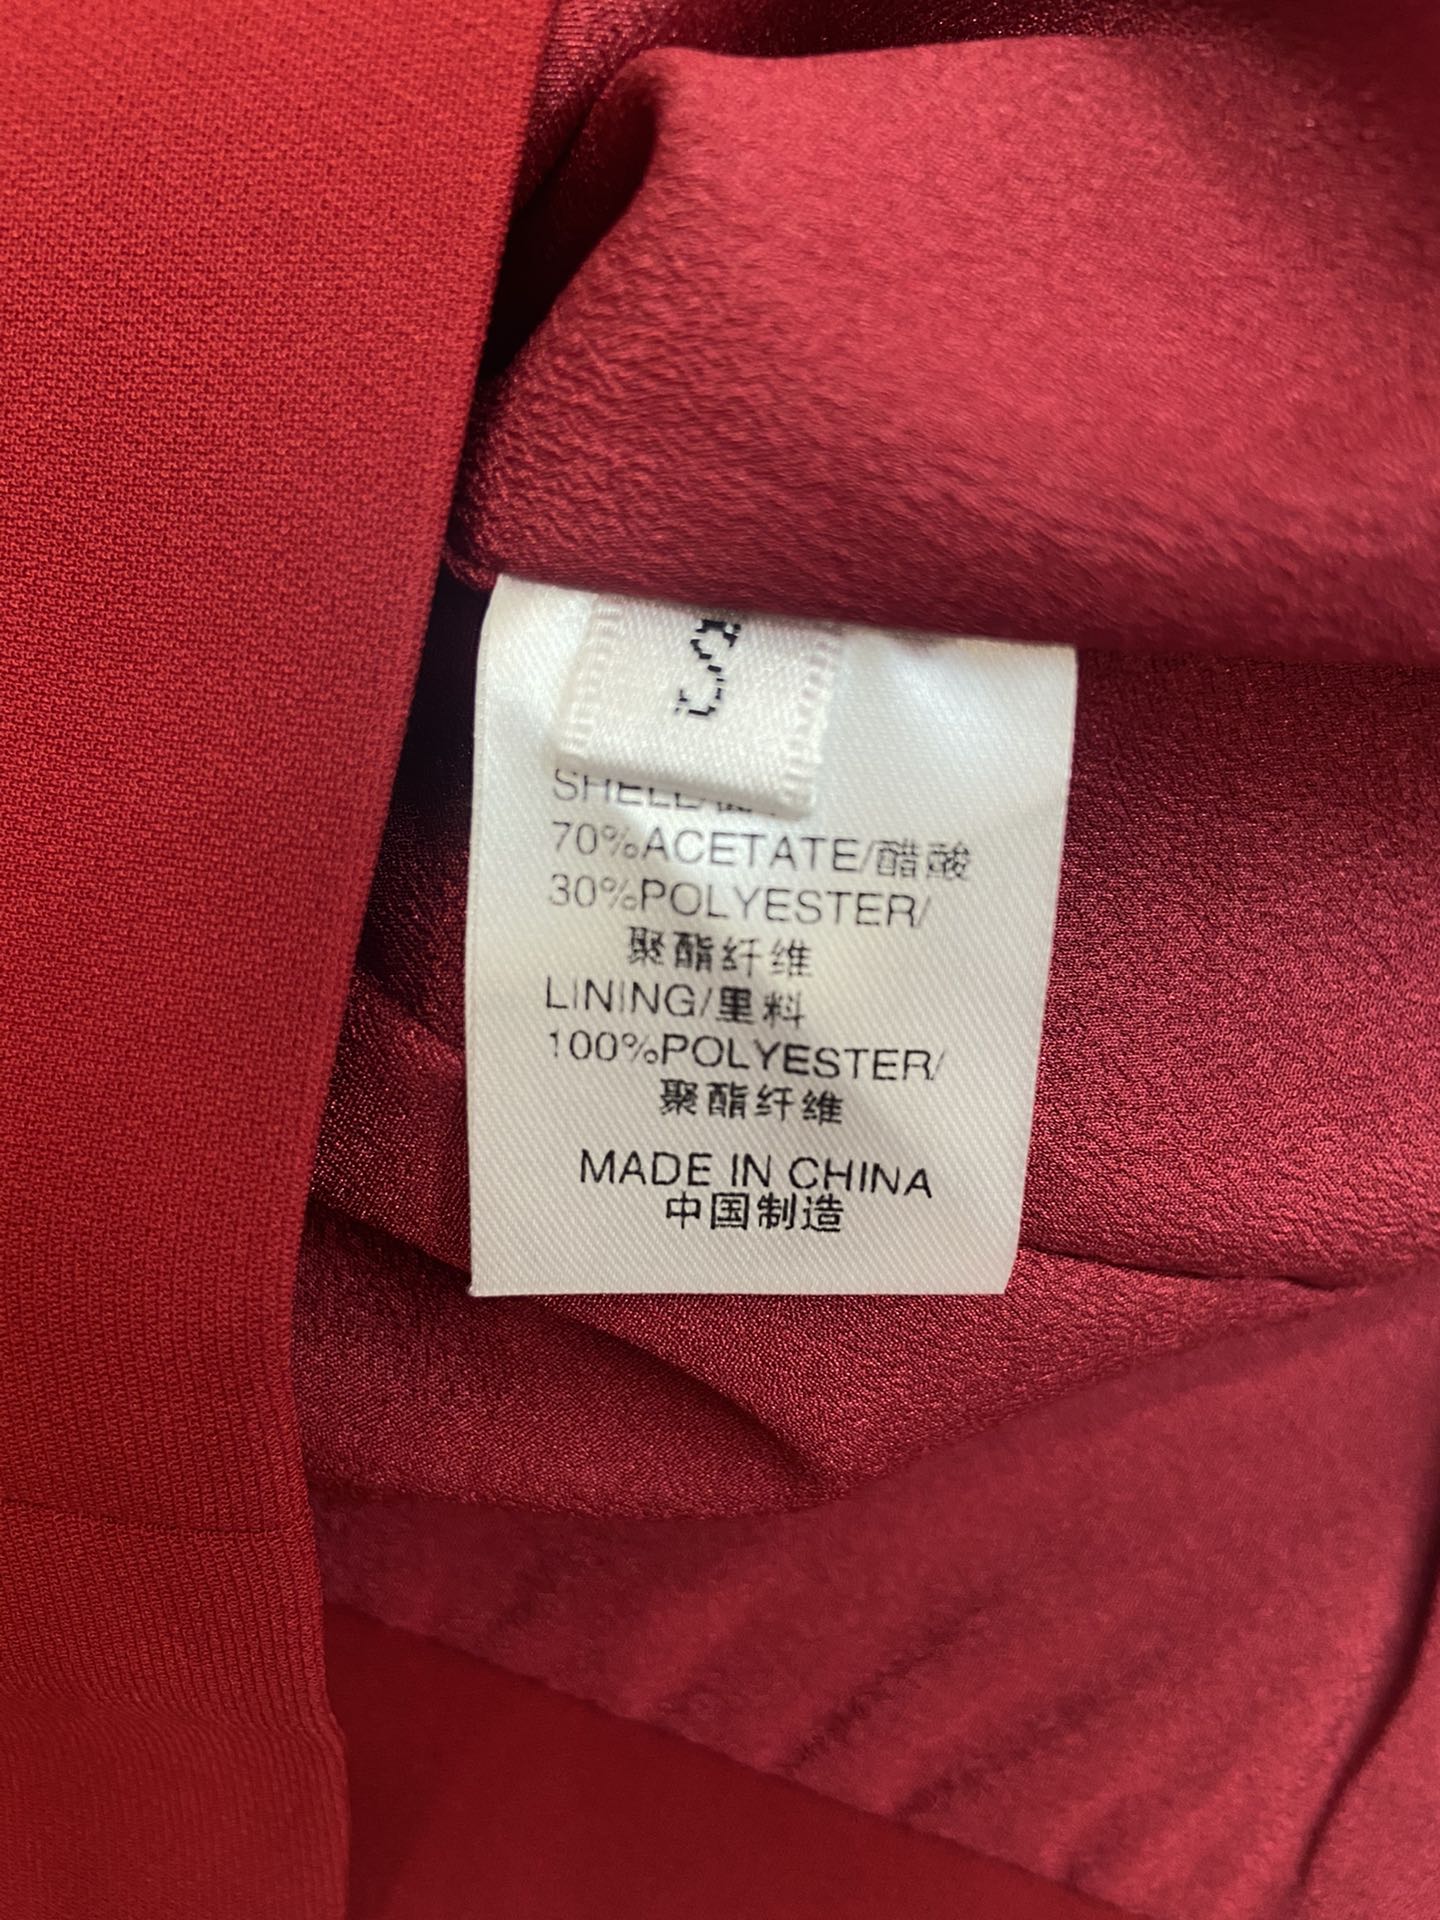 S
SHELL/
70%ACETATE/醋酸
30%POLYESTER/
聚酯纤维
LINING/里料
100%POLYESTER/
聚酯纤维
MADE IN CHINA
中国制造